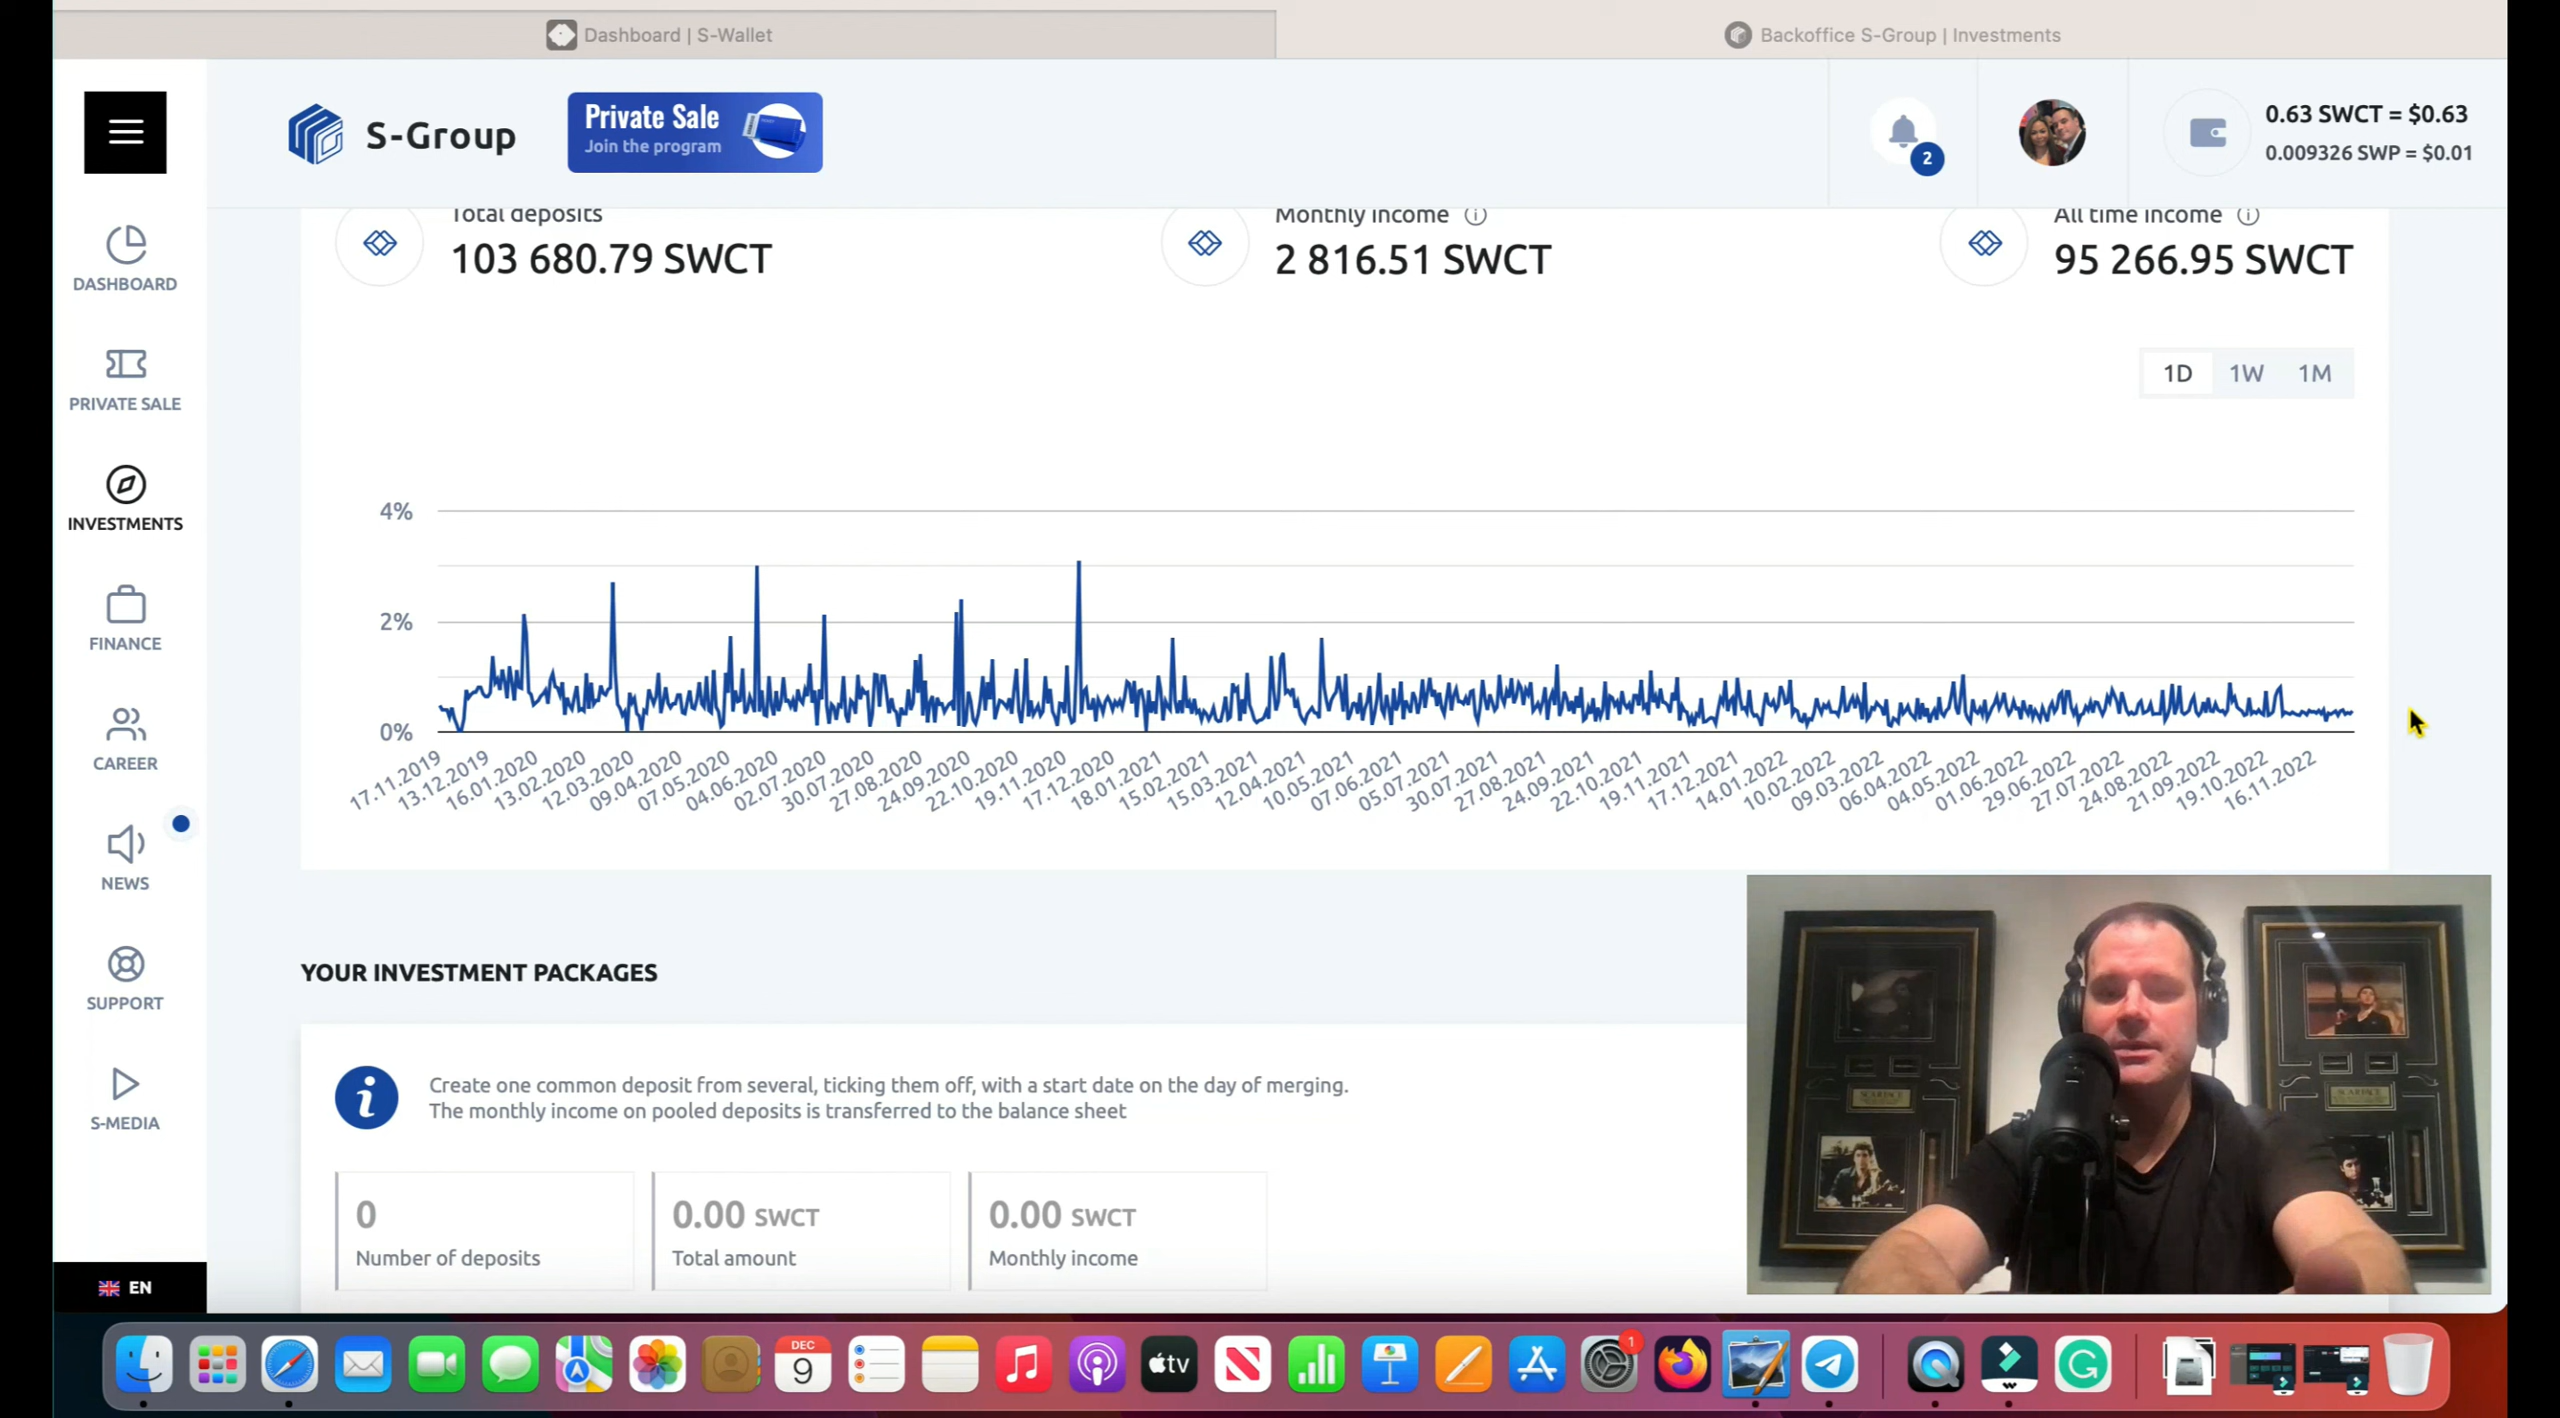 Dashboard | S-Wallet
Backoffice S-Group | Investments
S-Group
Private Sale
Join the program
2
0.63 SWCT = $0.63
0.009326 SWP = $0.01
DASHBOARD
PRIVATE SALE
INVESTMENTS
FINANCE
CAREER
NEWS
SUPPORT
S-MEDIA
EN
Total deposits
103 680.79 SWCT
Monthly income
2 816.51 SWCT
All time income
95 266.95 SWCT
1D 1W 1M
4%
2%
0%
17.11.2019 13.12.2019 16.01.2020 13.02.2020 12.03.2020 09.04.2020 07.05.2020 04.06.2020 02.07.2020 30.07.2020 27.08.2020 24.09.2020 22.10.2020 19.11.2020 17.12.2020 18.01.2021 15.02.2021 15.03.2021 12.04.2021 10.05.2021 07.06.2021 05.07.2021 30.07.2021 27.08.2021 24.09.2021 22.10.2021 19.11.2021 17.12.2021 14.01.2022 10.02.2022 09.03.2022 06.04.2022 04.05.2022 01.06.2022 29.06.2022 27.07.2022 24.08.2022 21.09.2022 19.10.2022 16.11.2022
YOUR INVESTMENT PACKAGES
Create one common deposit from several, ticking them off, with a start date on the day of merging.
The monthly income on pooled deposits is transferred to the balance sheet
0
Number of deposits
0.00 SWCT
Total amount
0.00 SWCT
Monthly income
SCARFACE
SCARFACE
DEC
9
tv
1